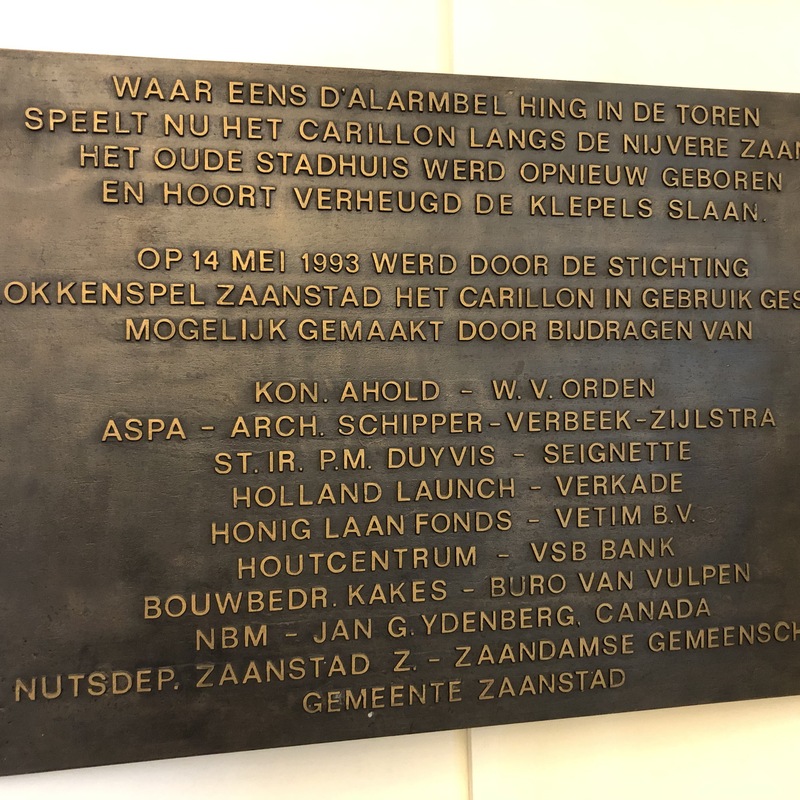 WAAR EENS D'ALARMBEL HING IN DE TOREN
SPEELT NU HET CARILLON LANGS DE NIJVERE ZAAN
HET OUDE STADHUIS WERD OPNIEUW GEBOREN
EN HOORT VERHEUGD DE KLEPELS SLAAN.
OP 14 MEI 1993 WERD DOOR DE STICHTING
LOKKENSPEL ZAANSTAD HET CARILLON IN GEBRUIK GES
MOGELIJK GEMAAKT DOOR BIJDRAGEN VAN
KON. AHOLD - W. V. ORDEN
ASPA - ARCH. SCHIPPER-VERBEEK-ZIJLSTRA
ST. IR. P.M. DUYVIS - SEIGNETTE
HOLLAND LAUNCH - VERKADE
HONIG LAAN FONDS - VETIM B.V.
HOUTCENTRUM - VSB BANK
BOUWBEDR. KAKES - BURO VAN VULPEN
NBM - JAN G. YDENBERG, CANADA
NUTSDEP. ZAANSTAD Z. - ZAANDAMSE GEMEENSCH
GEMEENTE ZAANSTAD